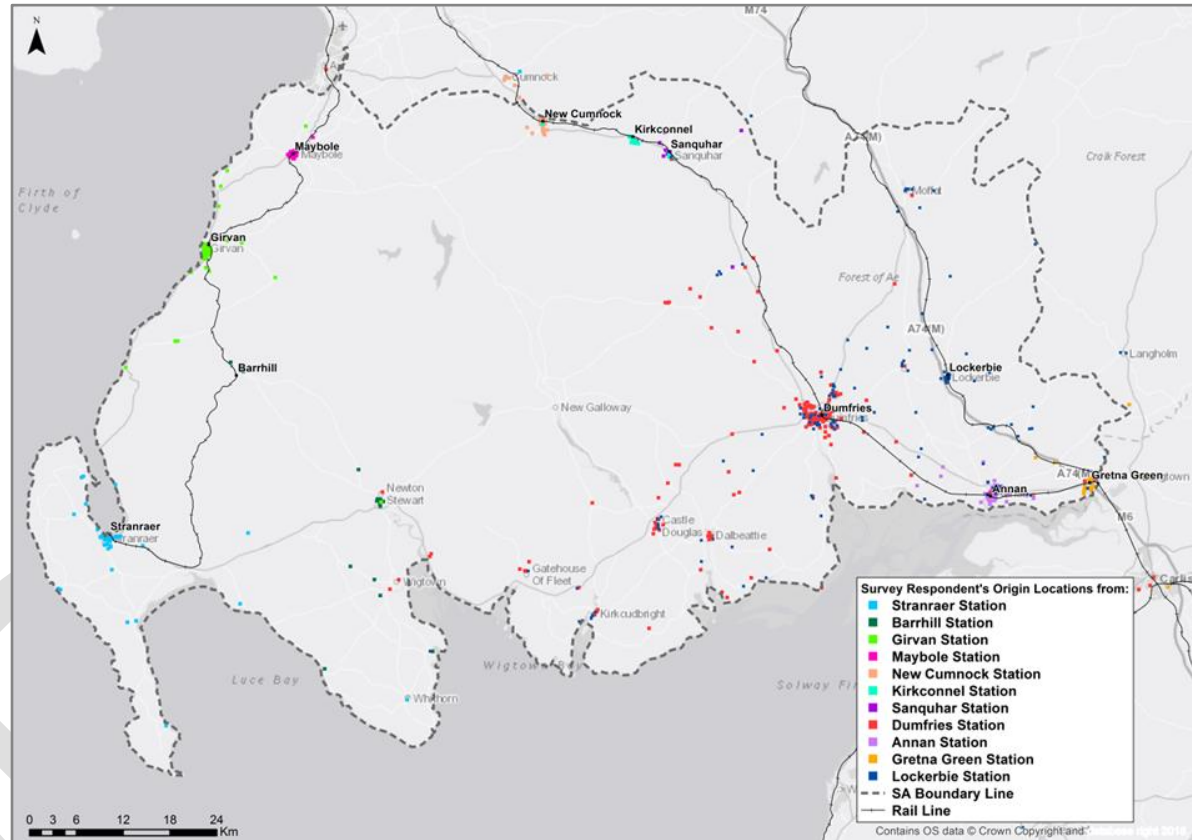 N
M74
Cumnock
New Cumnock
Kirkconnel
Sanquhar
Sanquhar
A74(M)
Craik Forest
Maybole
Maybole
Moffat
Firth of
Clyde
Girvan
Girvan
Forest of Ae
A74(M)
Langholm
Barrhill
Lockerbie
Lockerbie
New Galloway
Dumfries
Dumfries
Newton
Stewart
Annan
A74(M)
Gretna Green
M6
Stranraer
Stranraer
Castle
Douglas
Dalbeattie
Gatehouse
Of Fleet
Wigtown
Kirkcudbright
Wigtown Bay
Luce Bay
Whithorn
Solway Fi
Carlis
Survey Respondent's Origin Locations from:
Stranraer Station
Barrhill Station
Girvan Station
Maybole Station
New Cumnock Station
Kirkconnel Station
Sanquhar Station
Dumfries Station
Annan Station
Gretna Green Station
Lockerbie Station
SA Boundary Line
Rail Line
0 3 6 12 18 24
Km
Contains OS data © Crown Copyright and